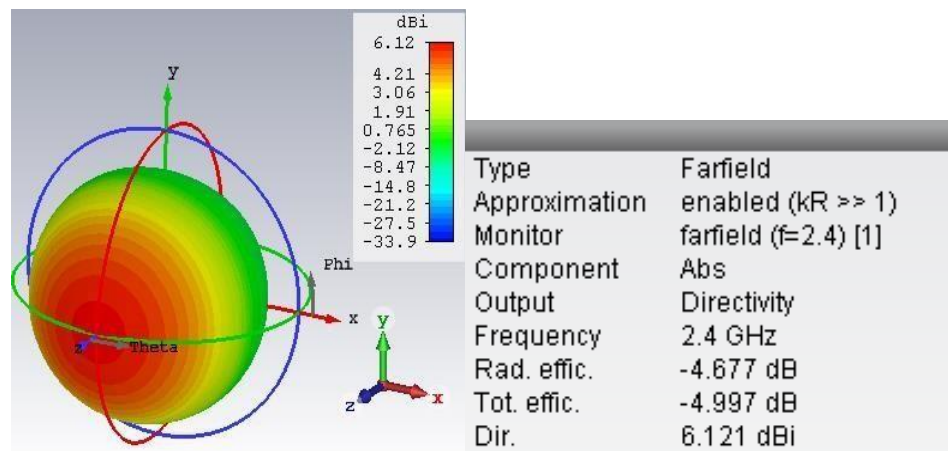 dBi
6.12
4.21
3.06
1.91
0.765
-2.12
-8.47
-14.8
-21.2
-27.5
-33.9
y
Phi
x
z
Theta
y
z
x
Type Farfield
Approximation enabled (kR >> 1)
Monitor farfield (f=2.4) [1]
Component Abs
Output Directivity
Frequency 2.4 GHz
Rad. effic. -4.677 dB
Tot. effic. -4.997 dB
Dir. 6.121 dBi